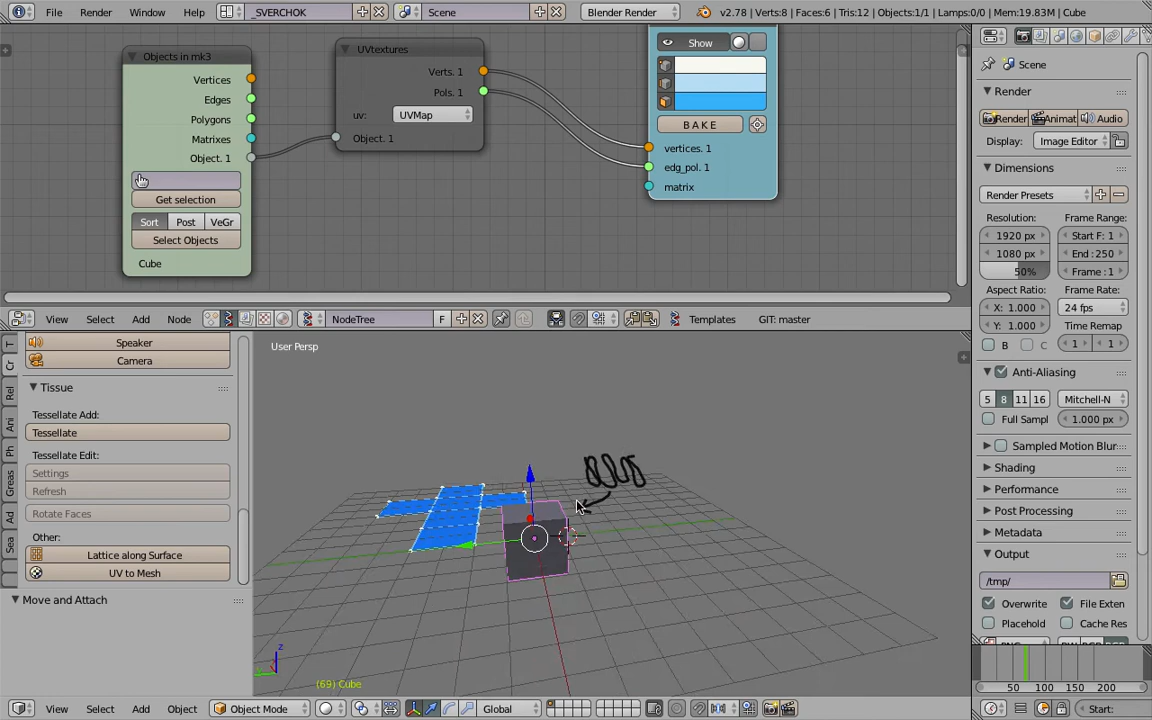 File Render Window Help _SVERCHOK Scene Blender Render v2.78 | Verts:8 | Faces:6 | Tris:12 | Objects:1/1 | Lamps:0/0 | Mem:19.83M | Cube
Objects in mk3
Vertices
Edges
Polygons
Matrixes
Object. 1
Get selection
Sort Post VeGr
Select Objects
Cube
UVtextures
Verts. 1
Pols. 1
uv: UVMap
Object. 1
Show
BAKE
vertices. 1
edg_pol. 1
matrix
View Select Add Node NodeTree F Templates GIT: master
Speaker
Camera
Tissue
Tessellate Add:
Tessellate
Tessellate Edit:
Settings
Refresh
Rotate Faces
Other:
Lattice along Surface
UV to Mesh
Move and Attach
T
Cr
Rel
Ani
Ph
Greas
Ad
Sea
User Persp
z
(69) Cube
View Select Add Object Object Mode Global
Scene
Render
Render Animat Audio
Display: Image Editor
Dimensions
Render Presets
Resolution: Frame Range:
1920 px Start F: 1
1080 px End :250
50% Frame : 1
Aspect Ratio: Frame Rate:
X: 1.000 24 fps
Y: 1.000 Time Remap
B C 1 1
Anti-Aliasing
5 8 11 16 Mitchell-N
Full Sampl 1.000 px
Sampled Motion Blur
Shading
Performance
Post Processing
Metadata
Output
/tmp/
Overwrite File Exten
Placehold Cache Res
50 100 150 200
Start: